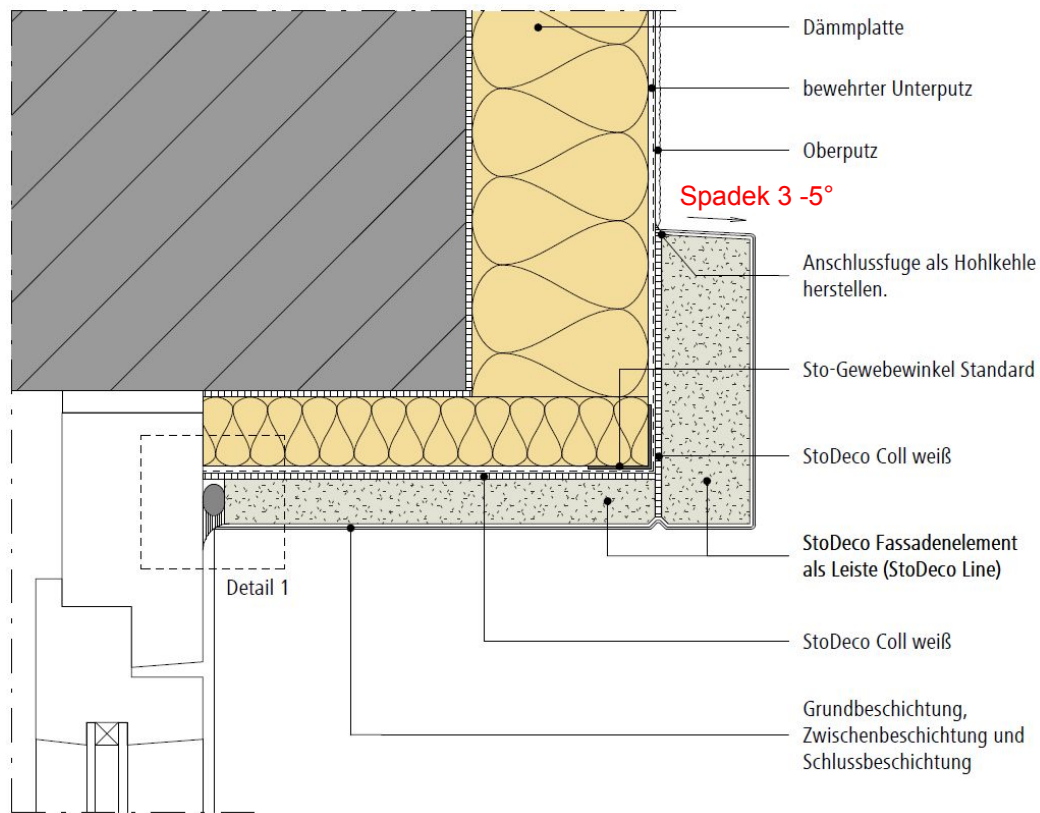 Dämmplatte
bewehrter Unterputz
Oberputz
Spadek 3 -5°
Anschlussfuge als Hohlkehle
herstellen.
Sto-Gewebewinkel Standard
StoDeco Coll weiß
StoDeco Fassadenelement
als Leiste (StoDeco Line)
Detail 1
StoDeco Coll weiß
Grundbeschichtung,
Zwischenbeschichtung und
Schlussbeschichtung